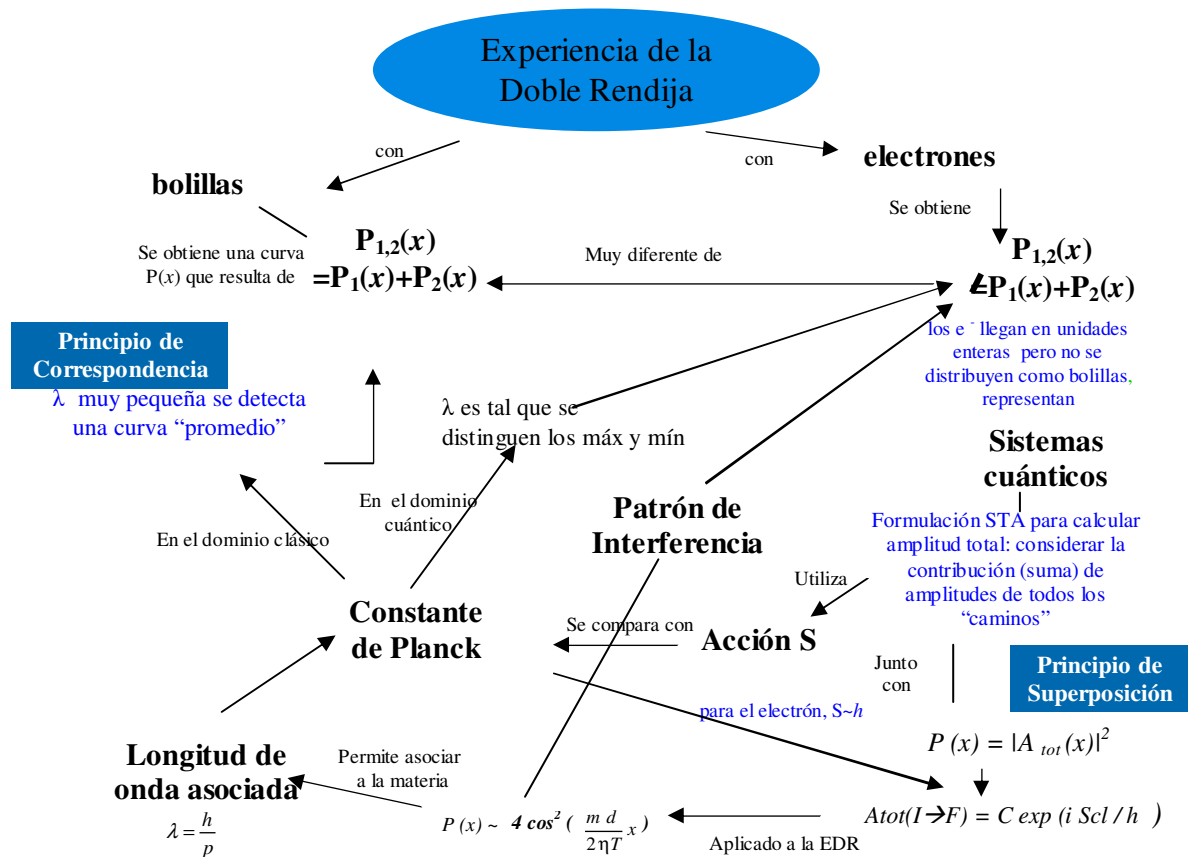 Experiencia de la
Doble Rendija
con
con
bolillas
electrones
Se obtiene una curva
P(x) que resulta de
P1,2(x)
=P1(x)+P2(x)
Muy diferente de
Se obtiene
P1,2(x)
≠P1(x)+P2(x)
los e - llegan en unidades
enteras pero no se
distribuyen como bolillas,
representan
Principio de
Correspondencia
λ muy pequeña se detecta
una curva “promedio”
λ es tal que se
distinguen los máx y mín
Sistemas
cuánticos
En el dominio clásico
En el dominio
cuántico
Patrón de
Interferencia
Formulación STA para calcular
amplitud total: considerar la
contribución (suma) de
amplitudes de todos los
“caminos”
Utiliza
Constante
de Planck
Se compara con
Acción S
Junto
con
Principio de
Superposición
para el electrón, S~h
P (x) = |A tot (x)|²
Longitud de
onda asociada
λ = h/p
Permite asociar
a la materia
P (x) ~ 4 cos² ( m d / 2ηT x )
Aplicado a la EDR
Atot(I→F) = C exp (i Scl / h )